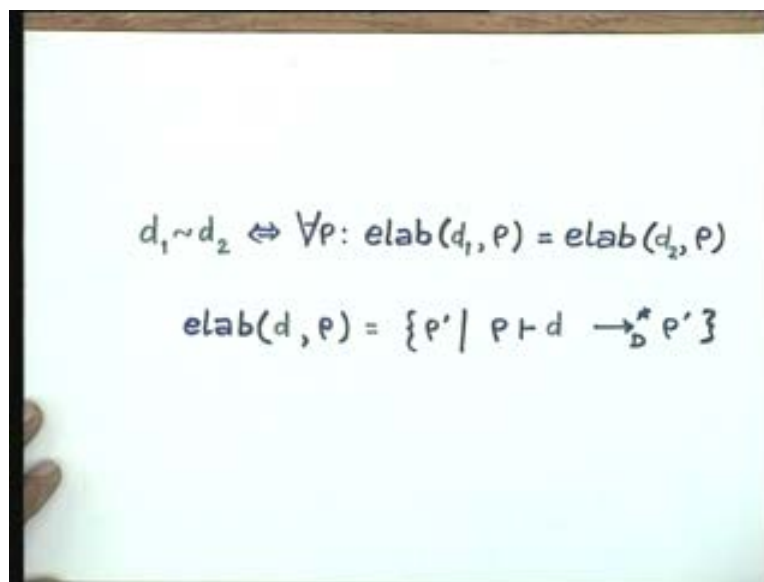 d₁ ~ d₂ ⇔ ∀ρ: elab(d₁, ρ) = elab(d₂, ρ)
elab(d, ρ) = {ρ' | ρ ⊢ d →*_D ρ'}